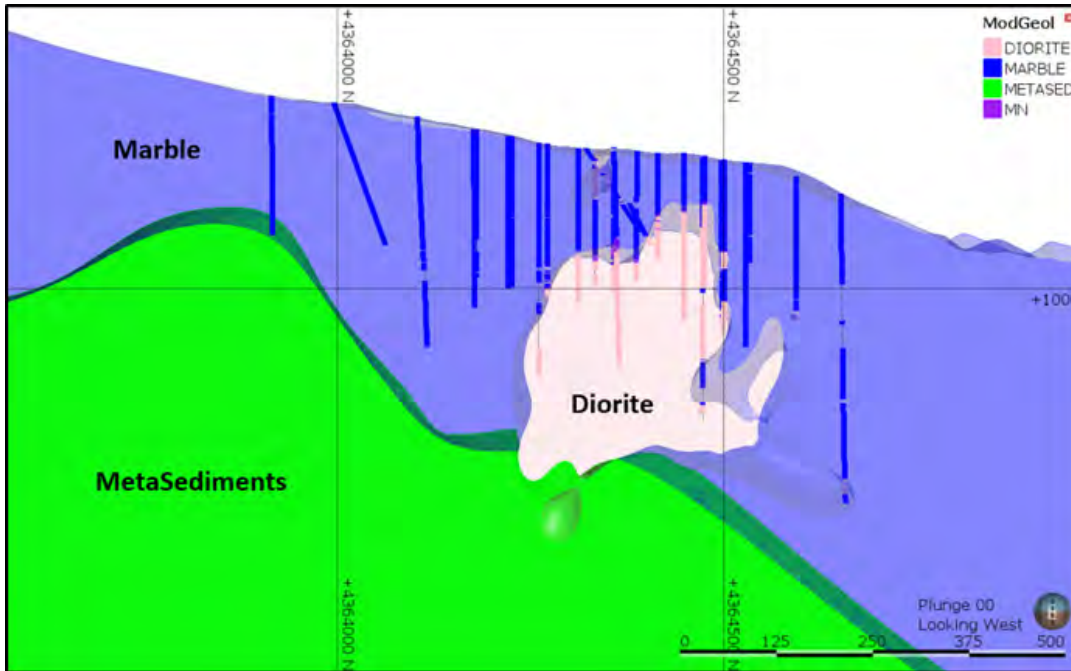 +4364000 N
+4364500 N
ModGeol
DIORITE
MARBLE
METASED
MN
Marble
+100
Diorite
MetaSediments
+4364000 N
+4364500 N
Plunge 00
Looking West
0 125 250 375 500